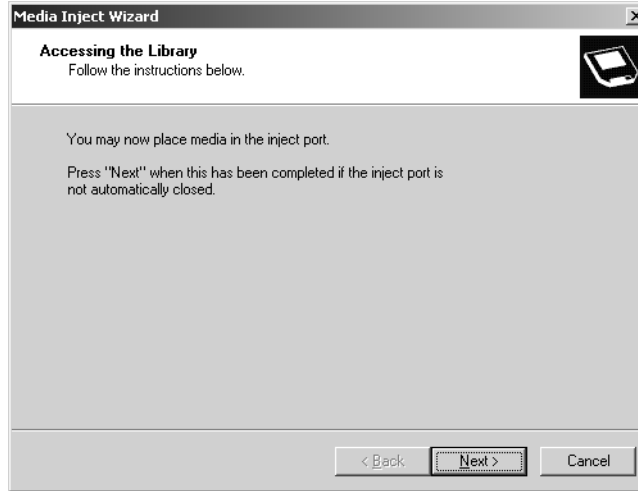 Media Inject Wizard
Accessing the Library
Follow the instructions below.
You may now place media in the inject port.
Press "Next" when this has been completed if the inject port is
not automatically closed.
< Back
Next >
Cancel